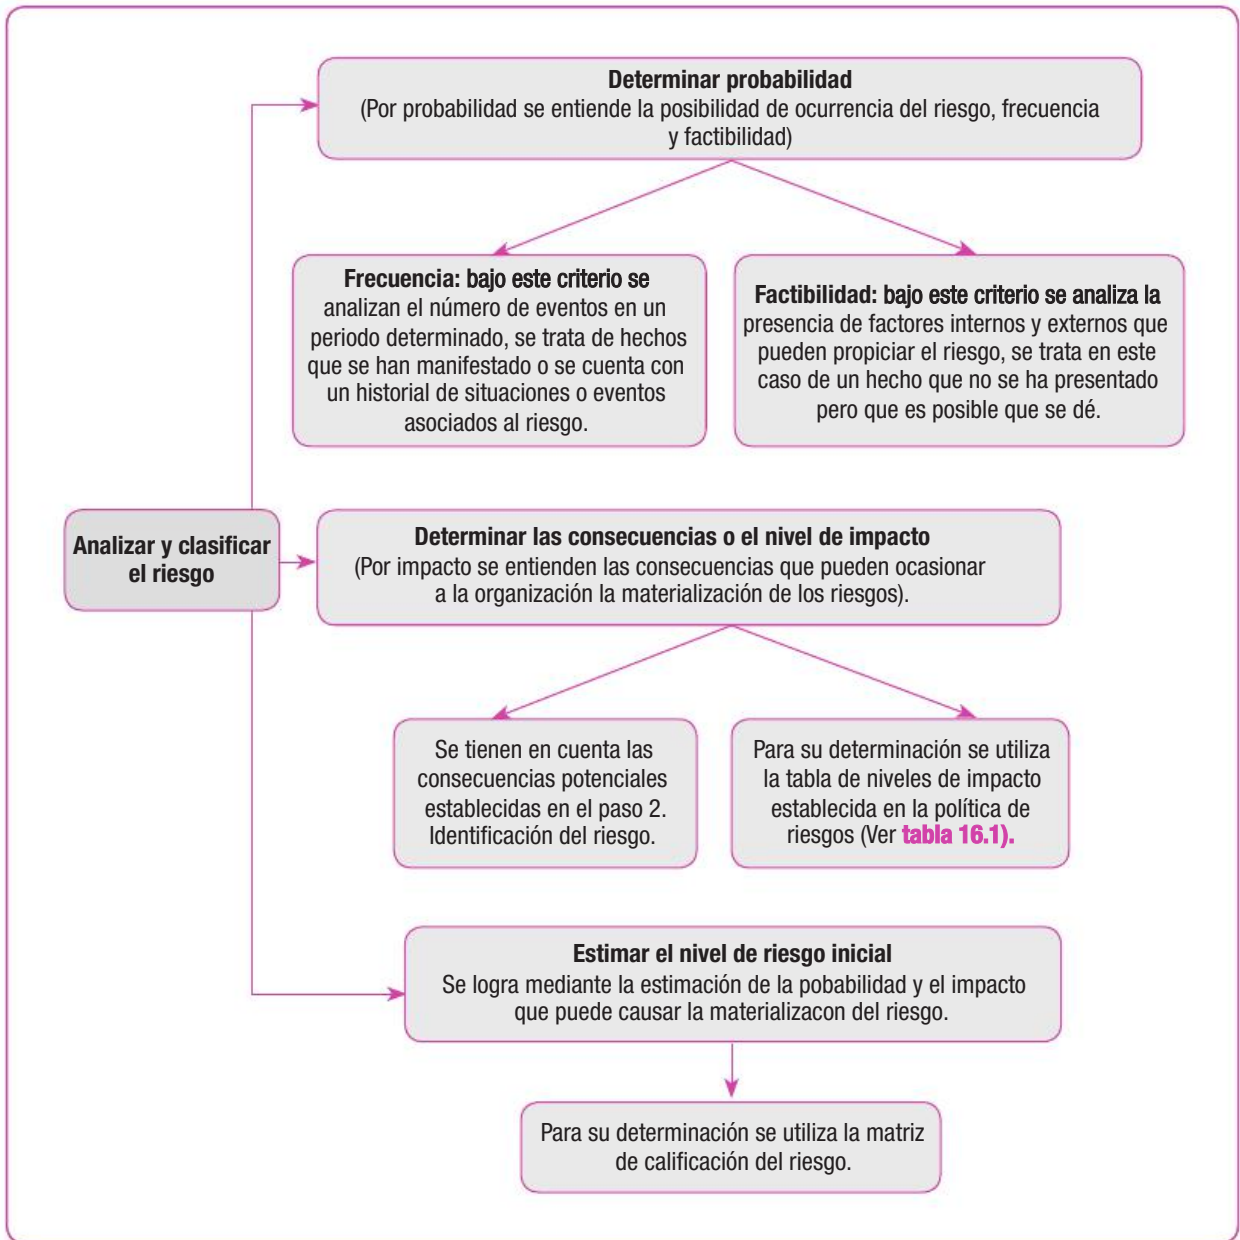 Determinar probabilidad
(Por probabilidad se entiende la posibilidad de ocurrencia del riesgo, frecuencia
y factibilidad)
Frecuencia: bajo este criterio se
analizan el número de eventos en un
periodo determinado, se trata de hechos
que se han manifestado o se cuenta con
un historial de situaciones o eventos
asociados al riesgo.
Factibilidad: bajo este criterio se analiza la
presencia de factores internos y externos que
pueden propiciar el riesgo, se trata en este
caso de un hecho que no se ha presentado
pero que es posible que se dé.
Analizar y clasificar
el riesgo
Determinar las consecuencias o el nivel de impacto
(Por impacto se entienden las consecuencias que pueden ocasionar
a la organización la materialización de los riesgos).
Se tienen en cuenta las
consecuencias potenciales
establecidas en el paso 2.
Identificación del riesgo.
Para su determinación se utiliza
la tabla de niveles de impacto
establecida en la política de
riesgos (Ver tabla 16.1).
Estimar el nivel de riesgo inicial
Se logra mediante la estimación de la pobabilidad y el impacto
que puede causar la materializacon del riesgo.
Para su determinación se utiliza la matriz
de calificación del riesgo.